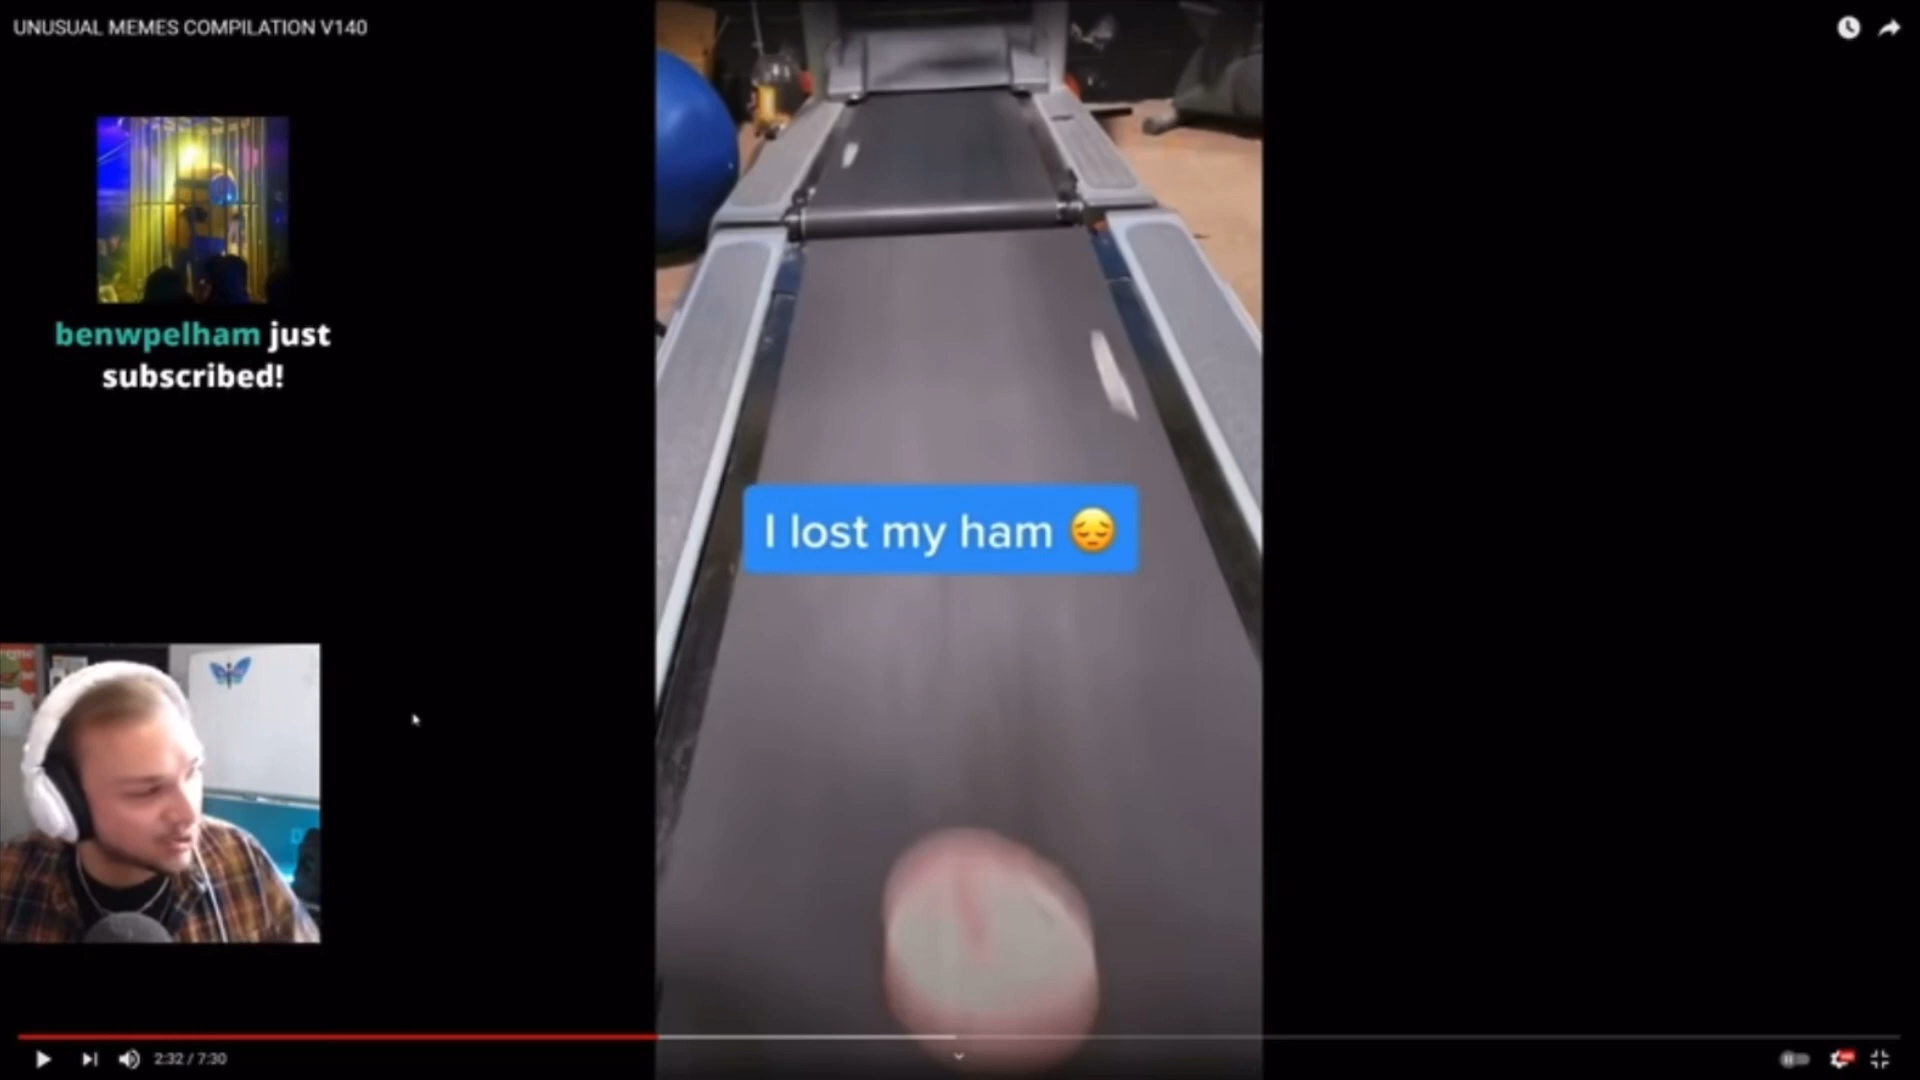 UNUSUAL MEMES COMPILATION V140
benwpelham just
subscribed!
I lost my ham 😔
2:32 / 7:30